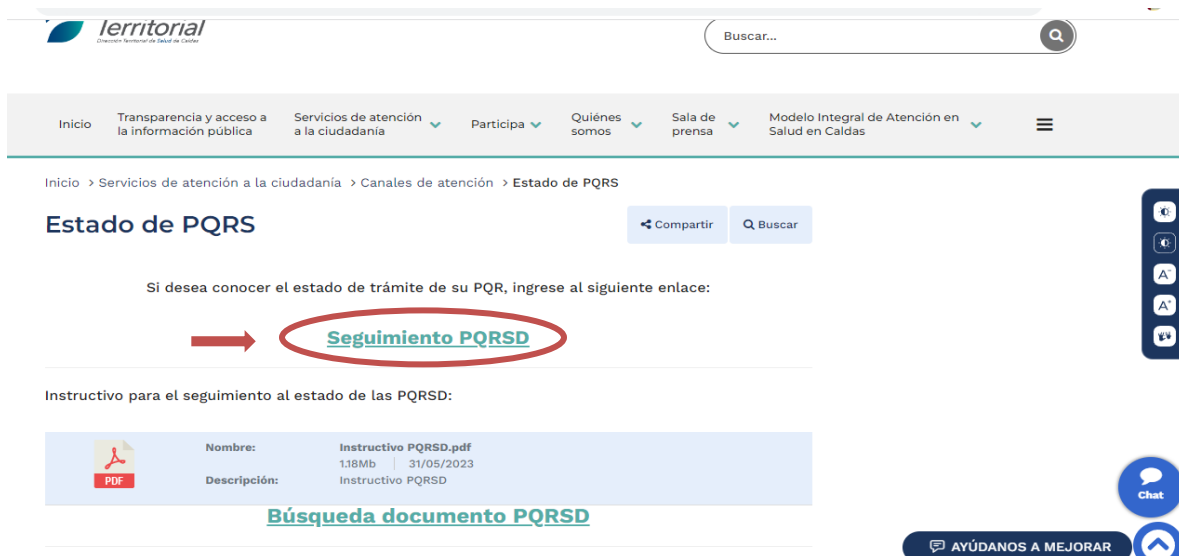 Territorial
Dirección Territorial de Salud de Caldas
Buscar...
Inicio
Transparencia y acceso a
la información pública
Servicios de atención
a la ciudadanía
Participa
Quiénes
somos
Sala de
prensa
Modelo Integral de Atención en
Salud en Caldas
Inicio > Servicios de atención a la ciudadanía > Canales de atención > Estado de PQRS
Estado de PQRS
Compartir
Buscar
Si desea conocer el estado de trámite de su PQR, ingrese al siguiente enlace:
Seguimiento PQRSD
Instructivo para el seguimiento al estado de las PQRSD:
PDF
Nombre: Instructivo PQRSD.pdf
1.18Mb | 31/05/2023
Descripción: Instructivo PQRSD
Búsqueda documento PQRSD
A-
A+
Chat
AYÚDANOS A MEJORAR